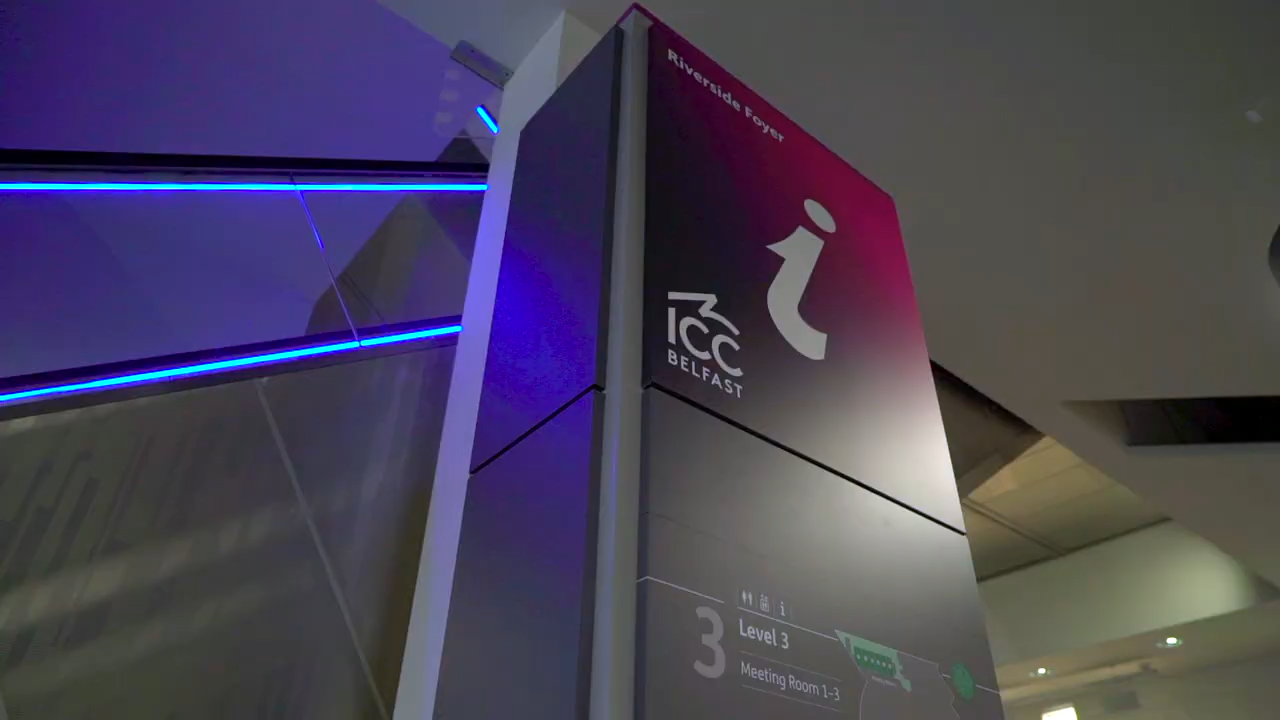 Riverside Foyer
i
ICC
BELFAST
i
3
Level 3
Meeting Room 1-3